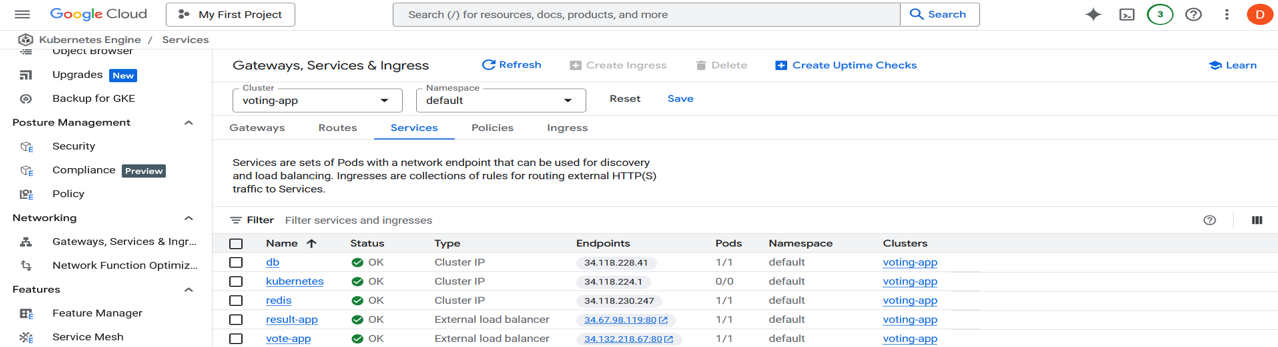 Google Cloud My First Project Search (/) for resources, docs, products, and more Search 3 D
Kubernetes Engine / Services
Object Browser
Upgrades New
Backup for GKE
Posture Management
Security
Compliance Preview
Policy
Networking
Gateways, Services & Ingr...
Network Function Optimiz...
Features
Feature Manager
Service Mesh
Gateways, Services & Ingress Refresh Create Ingress Delete Create Uptime Checks Learn
Cluster Namespace
voting-app default Reset Save
Gateways Routes Services Policies Ingress
Services are sets of Pods with a network endpoint that can be used for discovery
and load balancing. Ingresses are collections of rules for routing external HTTP(S)
traffic to Services.
Filter Filter services and ingresses
Name Status Type Endpoints Pods Namespace Clusters
db OK Cluster IP 34.118.228.41 1/1 default voting-app
kubernetes OK Cluster IP 34.118.224.1 0/0 default voting-app
redis OK Cluster IP 34.118.230.247 1/1 default voting-app
result-app OK External load balancer 34.67.98.119:80 1/1 default voting-app
vote-app OK External load balancer 34.132.218.67:80 1/1 default voting-app